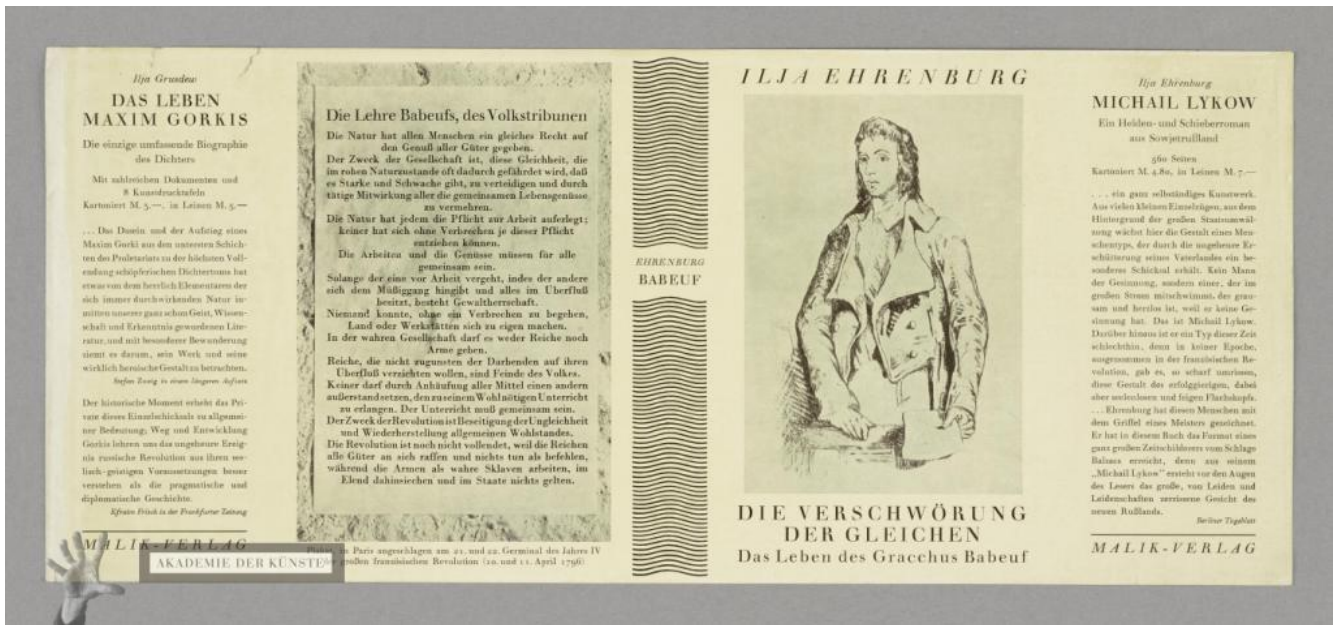 Ilja Grusdew
DAS LEBEN
MAXIM GORKIS
Die einzige umfassende Biographie
des Dichters
Mit zahlreichen Dokumenten und
8 Kunstdrucktafeln
Kartoniert M. 3.—, in Leinen M. 5.—
... Das Dasein und der Aufstieg eines
Maxim Gorki aus den untersten Schich-
ten des Proletariats zu der höchsten Voll-
endung schöpferischen Dichtertums hat
etwas von dem herrlich Elementaren der
sich immer durchwirkenden Natur in-
mitten unserer ganz schon Geist, Wissen-
schaft und Erkenntnis gewordenen Lite-
ratur, und mit besonderer Bewunderung
ziemt es darum, sein Werk und seine
wirklich heroische Gestalt zu betrachten.
Stefan Zweig in einem längeren Aufsatz
Der historische Moment erhebt das Pri-
vate dieses Einzelschicksals zu allgemei-
ner Bedeutung; Weg und Entwicklung
Gorkis lehren uns das ungeheure Ereig-
nis russische Revolution aus ihren see-
lisch-geistigen Voraussetzungen besser
verstehen als die pragmatische und
diplomatische Geschichte.
Efraim Frisch in der Frankfurter Zeitung
MALIK-VERLAG
AKADEMIE DER KÜNSTE
Die Lehre Babeufs, des Volkstribunen
Die Natur hat allen Menschen ein gleiches Recht auf
den Genuß aller Güter gegeben.
Der Zweck der Gesellschaft ist, diese Gleichheit, die
im rohen Naturzustande oft dadurch gefährdet wird, daß
es Starke und Schwache gibt, zu verteidigen und durch
tätige Mitwirkung aller die gemeinsamen Lebensgenüsse
zu vermehren.
Die Natur hat jedem die Pflicht zur Arbeit auferlegt;
keiner hat sich ohne Verbrechen je dieser Pflicht
entziehen können.
Die Arbeiten und die Genüsse müssen für alle
gemeinsam sein.
Solange der eine vor Arbeit vergeht, indes der andere
sich dem Müßiggang hingibt und alles im Überfluß
besitzt, besteht Gewaltherrschaft.
Niemand konnte, ohne ein Verbrechen zu begehen,
Land oder Werkstätten sich zu eigen machen.
In der wahren Gesellschaft darf es weder Reiche noch
Arme geben.
Reiche, die nicht zugunsten der Darbenden auf ihren
Überfluß verzichten wollen, sind Feinde des Volkes.
Keiner darf durch Anhäufung aller Mittel einen andern
außerstand setzen, den zu seinem Wohl nötigen Unterricht
zu erlangen. Der Unterricht muß gemeinsam sein.
Der Zweck der Revolution ist Beseitigung der Ungleichheit
und Wiederherstellung allgemeinen Wohlstandes.
Die Revolution ist noch nicht vollendet, weil die Reichen
alle Güter an sich raffen und nichts tun als befehlen,
während die Armen als wahre Sklaven arbeiten, im
Elend dahinsiechen und im Staate nichts gelten.
zu Paris angeschlagen am 21. und 22. Germinal des Jahres IV
großen französischen Revolution (10. und 11. April 1796)
EHRENBURG
BABEUF
ILJA EHRENBURG
DIE VERSCHWÖRUNG
DER GLEICHEN
Das Leben des Gracchus Babeuf
Ilja Ehrenburg
MICHAIL LYKOW
Ein Helden- und Schieberroman
aus Sowjetrußland
560 Seiten
Kartoniert M. 4.80, in Leinen M. 7.—
... ein ganz selbständiges Kunstwerk.
Aus vielen kleinen Einzelzügen, aus dem
Hintergrund der großen Staatsumwäl-
zung wächst hier die Gestalt eines Men-
schentyps, der durch die ungeheure Er-
schütterung seines Vaterlandes ein be-
sonderes Schicksal erhält. Kein Mann
der Gesinnung, sondern einer, der im
großen Strom mitschwimmt, der grau-
sam und herzlos ist, weil er keine Ge-
sinnung hat. Das ist Michail Lykow.
Darüber hinaus ist er ein Typ dieser Zeit
schlechthin, denn in keiner Epoche,
ausgenommen in der französischen Re-
volution, gab es, so scharf umrissen,
diese Gestalt des erfolggierigen, dabei
aber seelenlosen und feigen Flachskopfs.
... Ehrenburg hat diesen Menschen mit
dem Griffel eines Meisters gezeichnet.
Er hat in diesem Buch das Format eines
ganz großen Zeitschilderers vom Schlage
Balzacs erreicht, denn aus seinem
„Michail Lykow“ ersteht vor den Augen
des Lesers das große, von Leiden und
Leidenschaften zerrissene Gesicht des
neuen Rußlands.
Berliner Tageblatt
MALIK-VERLAG